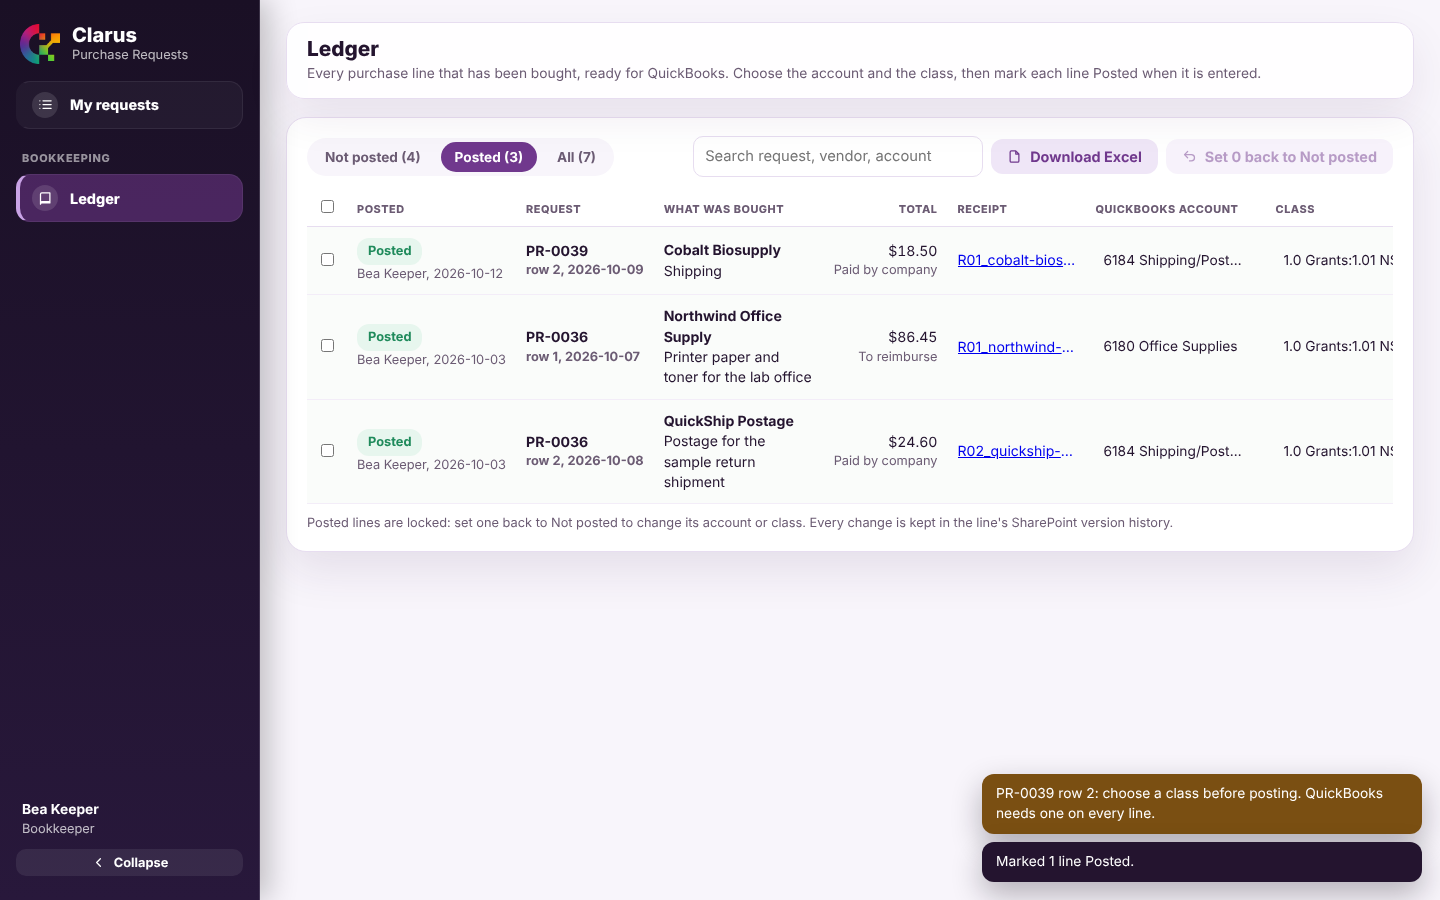 Clarus
Purchase Requests
My requests
BOOKKEEPING
Ledger
Bea Keeper
Bookkeeper
Collapse
Ledger
Every purchase line that has been bought, ready for QuickBooks. Choose the account and the class, then mark each line Posted when it is entered.
Not posted (4) Posted (3) All (7) Search request, vendor, account Download Excel Set 0 back to Not posted
POSTED REQUEST WHAT WAS BOUGHT TOTAL RECEIPT QUICKBOOKS ACCOUNT CLASS
Posted
Bea Keeper, 2026-10-12
PR-0039
row 2, 2026-10-09
Cobalt Biosupply
Shipping
$18.50
Paid by company
R01_cobalt-bios...
6184 Shipping/Post...
1.0 Grants:1.01 NS
Posted
Bea Keeper, 2026-10-03
PR-0036
row 1, 2026-10-07
Northwind Office
Supply
Printer paper and
toner for the lab office
$86.45
To reimburse
R01_northwind-...
6180 Office Supplies
1.0 Grants:1.01 NS
Posted
Bea Keeper, 2026-10-03
PR-0036
row 2, 2026-10-08
QuickShip Postage
Postage for the
sample return
shipment
$24.60
Paid by company
R02_quickship-...
6184 Shipping/Post...
1.0 Grants:1.01 NS
Posted lines are locked: set one back to Not posted to change its account or class. Every change is kept in the line's SharePoint version history.
PR-0039 row 2: choose a class before posting. QuickBooks
needs one on every line.
Marked 1 line Posted.